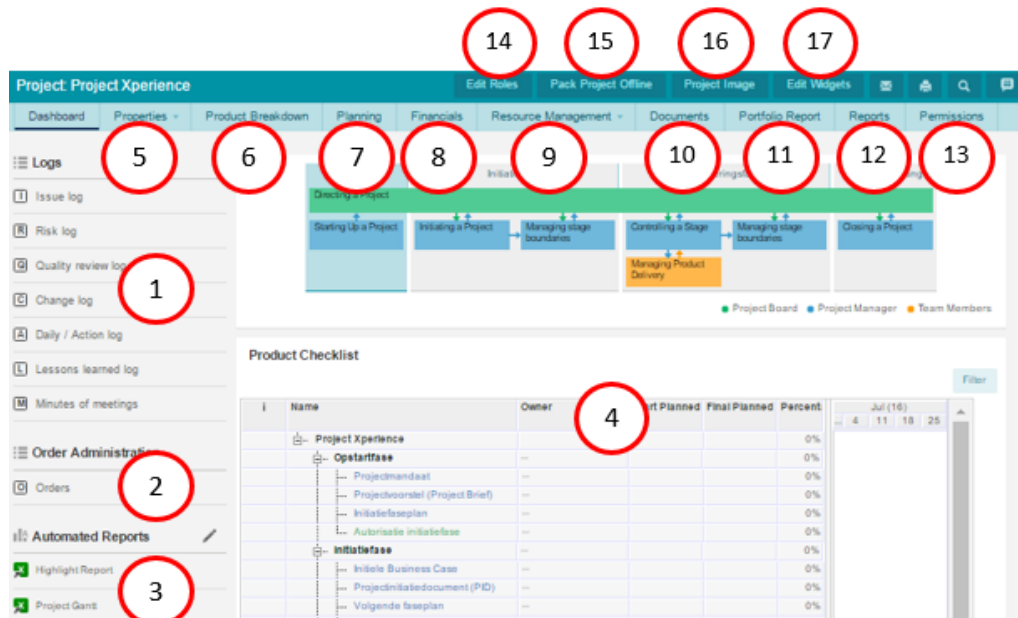 14 15 16 17
Project: Project Xperience Edit Roles Pack Project Offline Project Image Edit Widgets
Dashboard Properties Product Breakdown Planning Financials Resource Management Documents Portfolio Report Reports Permissions
5 6 7 8 9 10 11 12 13
Logs
I Issue log
R Risk log
Q Quality review log
C Change log
A Daily / Action log
L Lessons learned log
M Minutes of meetings
1
Order Administration
O Orders
2
Automated Reports
Highlight Report
Project Gantt
3
Directing a Project
Starting Up a Project
Initiating a Project
Managing stage
boundaries
Controlling a Stage
Managing stage
boundaries
Closing a Project
Managing Product
Delivery
Project Board Project Manager Team Members
Product Checklist
Filter
4
i Name Owner Planned Final Planned Percent Jul (16)
4 11 18 25
Project Xperience 0%
Opstartfase -- 0%
Projectmandaat -- 0%
Projectvoorstel (Project Brief) -- 0%
Initiatiefaseplan -- 0%
Autorisatie initiatiefase -- 0%
Initiatiefase -- 0%
Initiele Business Case -- 0%
Projectinitiatiedocument (PID) -- 0%
Volgende faseplan -- 0%